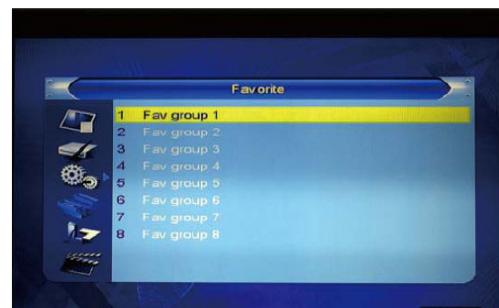 Favorite
1 Fav group 1
2 Fav group 2
3 Fav group 3
4 Fav group 4
5 Fav group 5
6 Fav group 6
7 Fav group 7
8 Fav group 8